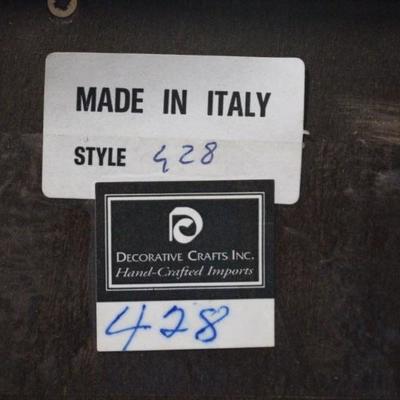 MADE IN ITALY
STYLE 428
DECORATIVE CRAFTS INC.
Hand-Crafted Imports
428